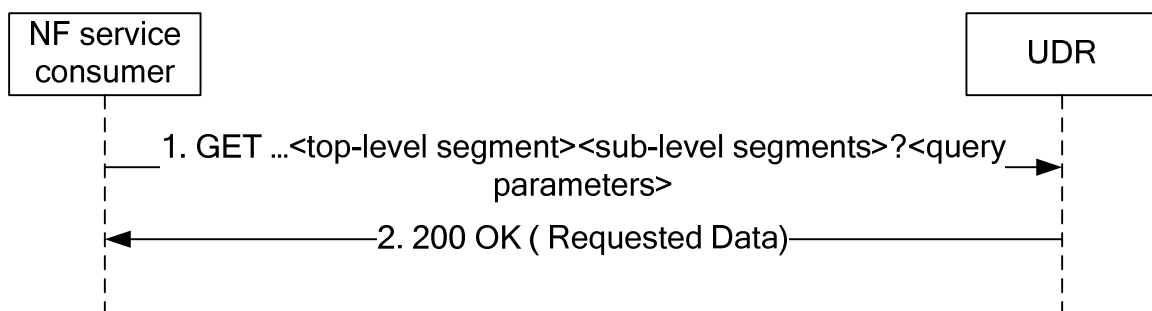 NF service
consumer
UDR
1. GET ...<top-level segment><sub-level segments>?<query
parameters>
2. 200 OK ( Requested Data)